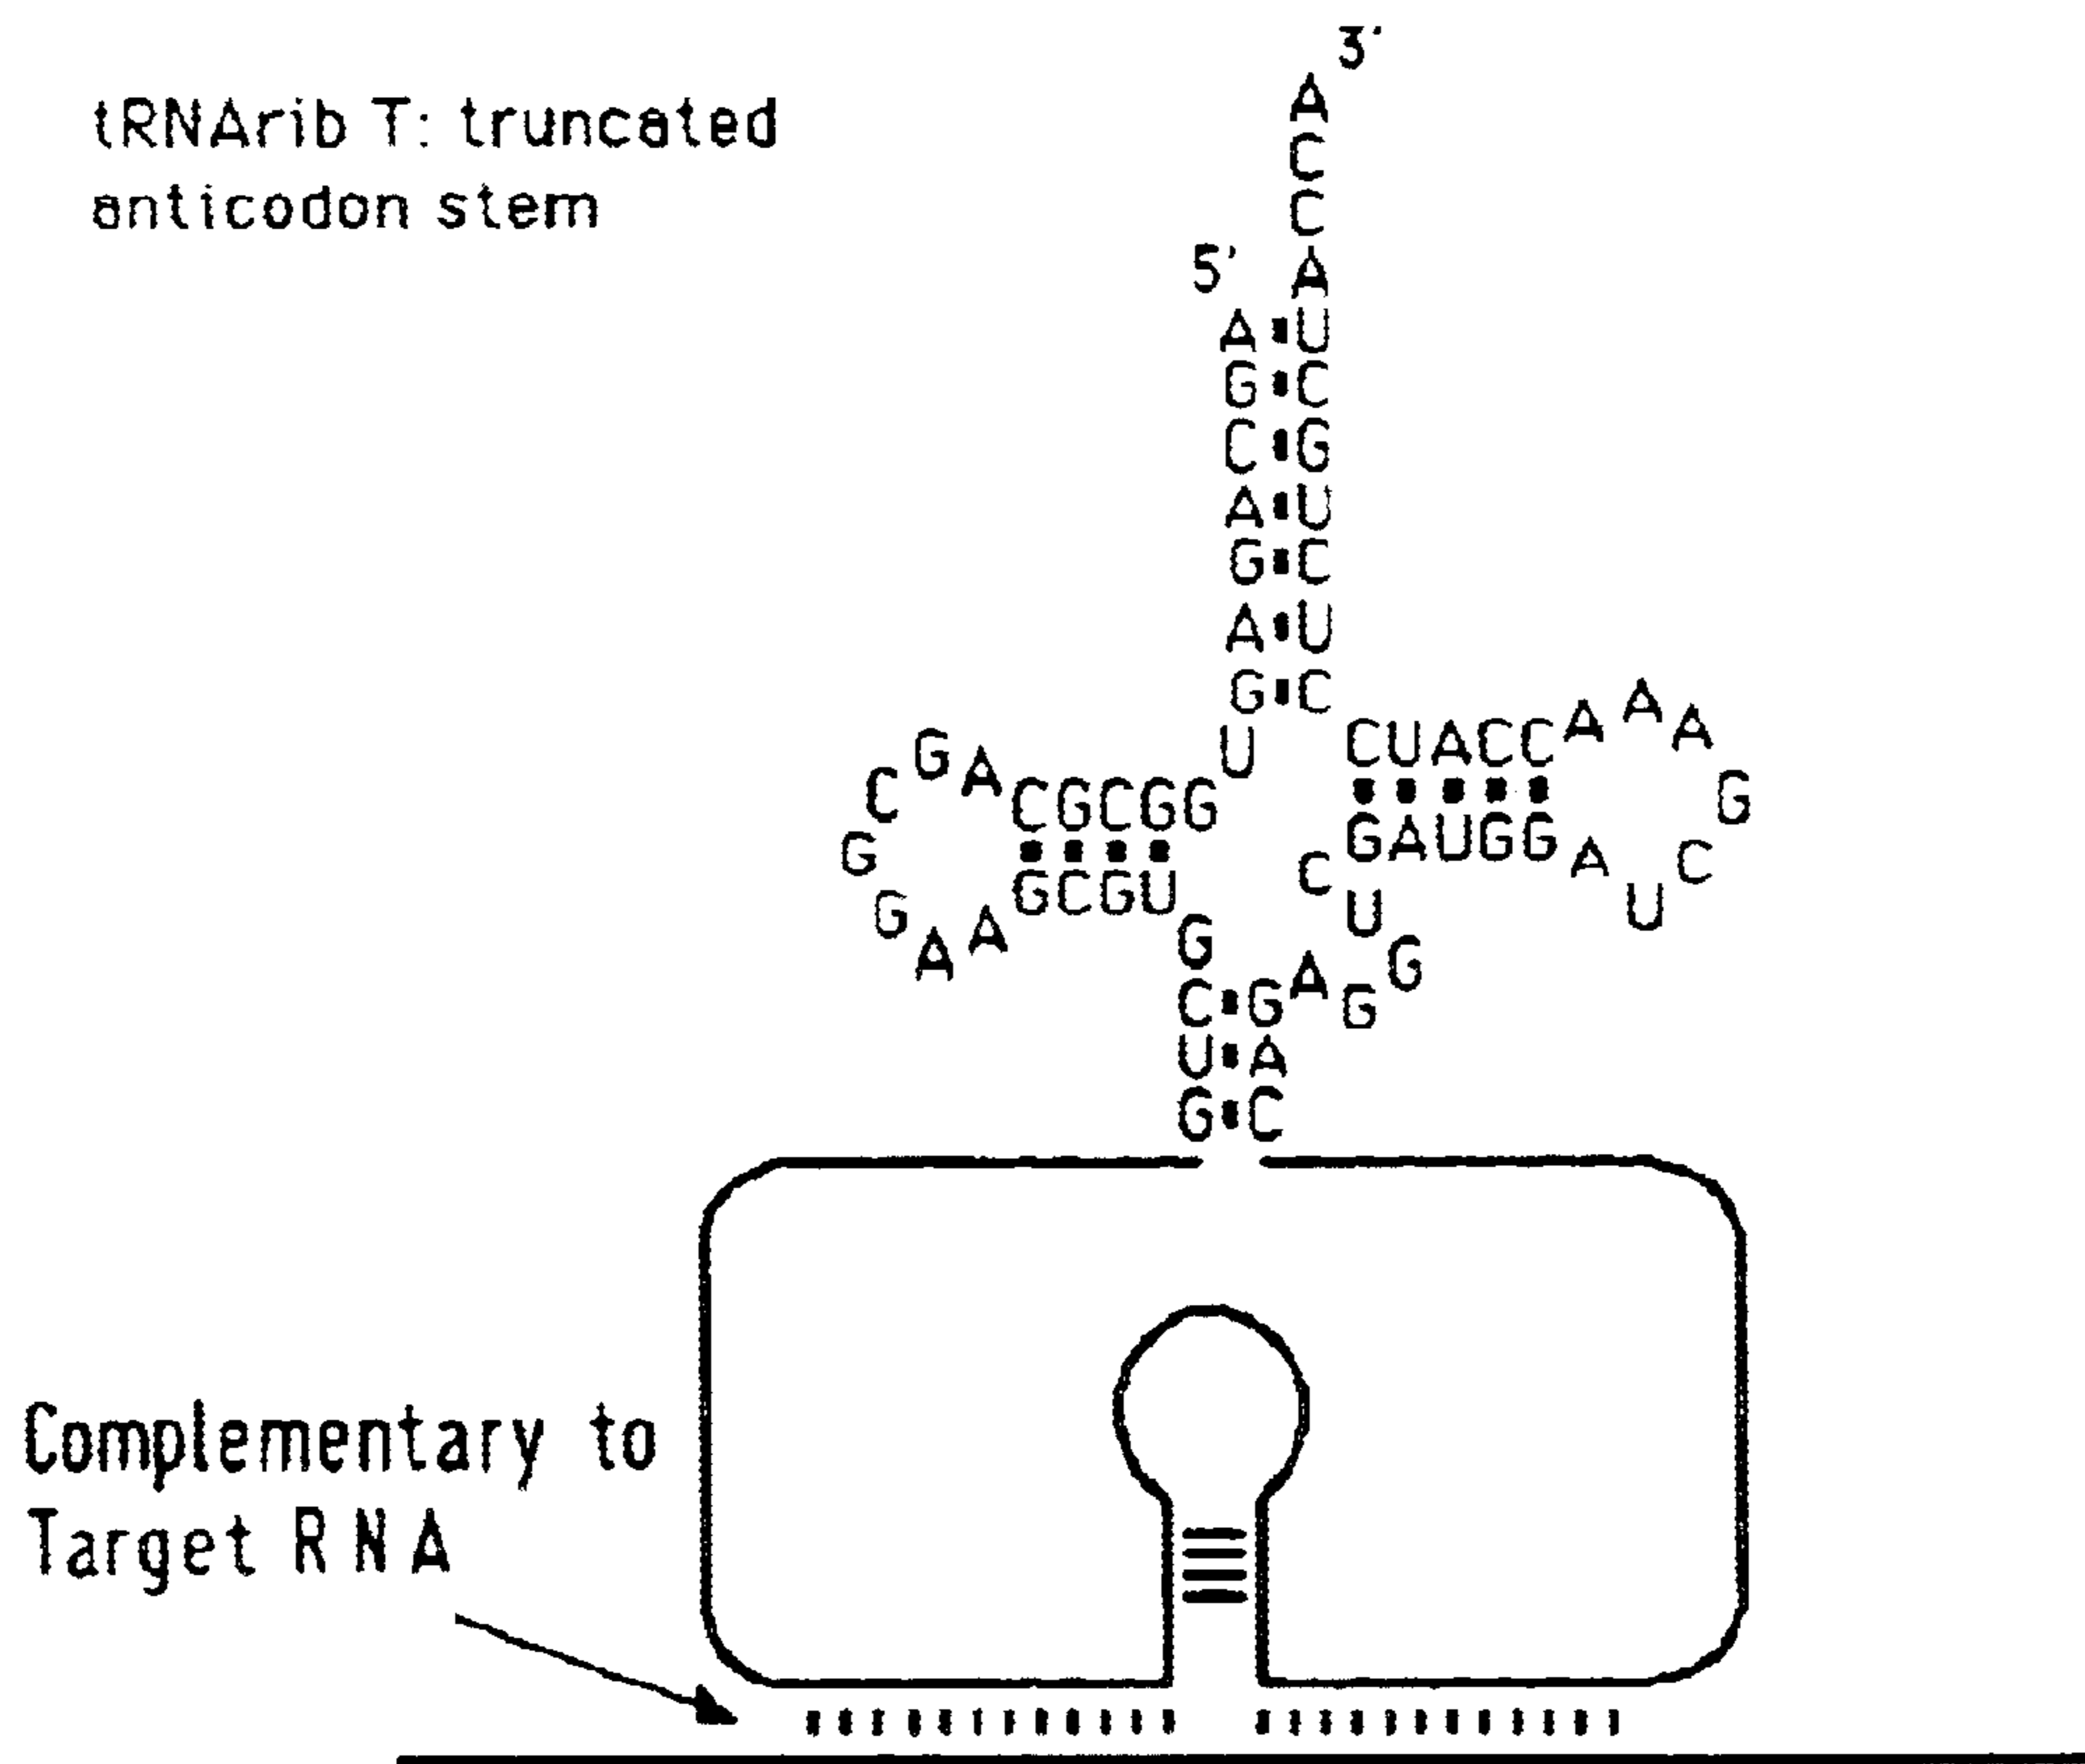 tRNArib T: truncated
anticodon stem
3'
A
C
C
5' A
A U
G C
C G
A U
G C
A U
G C
U CUACC A A A
C G A CGCGG G
G GAUGG
GCGU C A C
G A A G U U
C G A G G
U A
G C
Complementary to
Target RNA